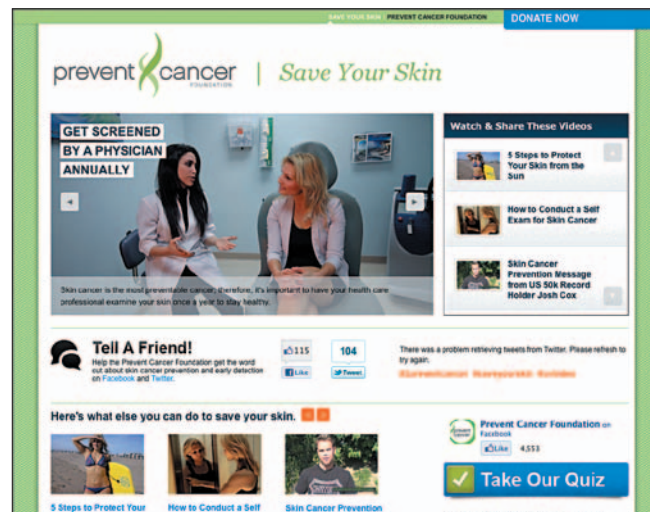 SAVE YOUR SKIN PREVENT CANCER FOUNDATION
DONATE NOW
prevent cancer
FOUNDATION
Save Your Skin
GET SCREENED
BY A PHYSICIAN
ANNUALLY
Skin cancer is the most preventable cancer; therefore, it's important to have your health care
professional examine your skin once a year to stay healthy.
Watch & Share These Videos
5 Steps to Protect
Your Skin from the
Sun
How to Conduct a Self
Exam for Skin Cancer
Skin Cancer
Prevention Message
from US 50k Record
Holder Josh Cox
Tell A Friend!
Help the Prevent Cancer Foundation get the word
out about skin cancer prevention and early detection
on Facebook and Twitter.
115
Like
104
Tweet
There was a problem retrieving tweets from Twitter. Please refresh to
try again.
Here's what else you can do to save your skin.
5 Steps to Protect Your
How to Conduct a Self
Skin Cancer Prevention
prevent
cancer
Prevent Cancer Foundation on
Facebook
Like 4,553
Take Our Quiz